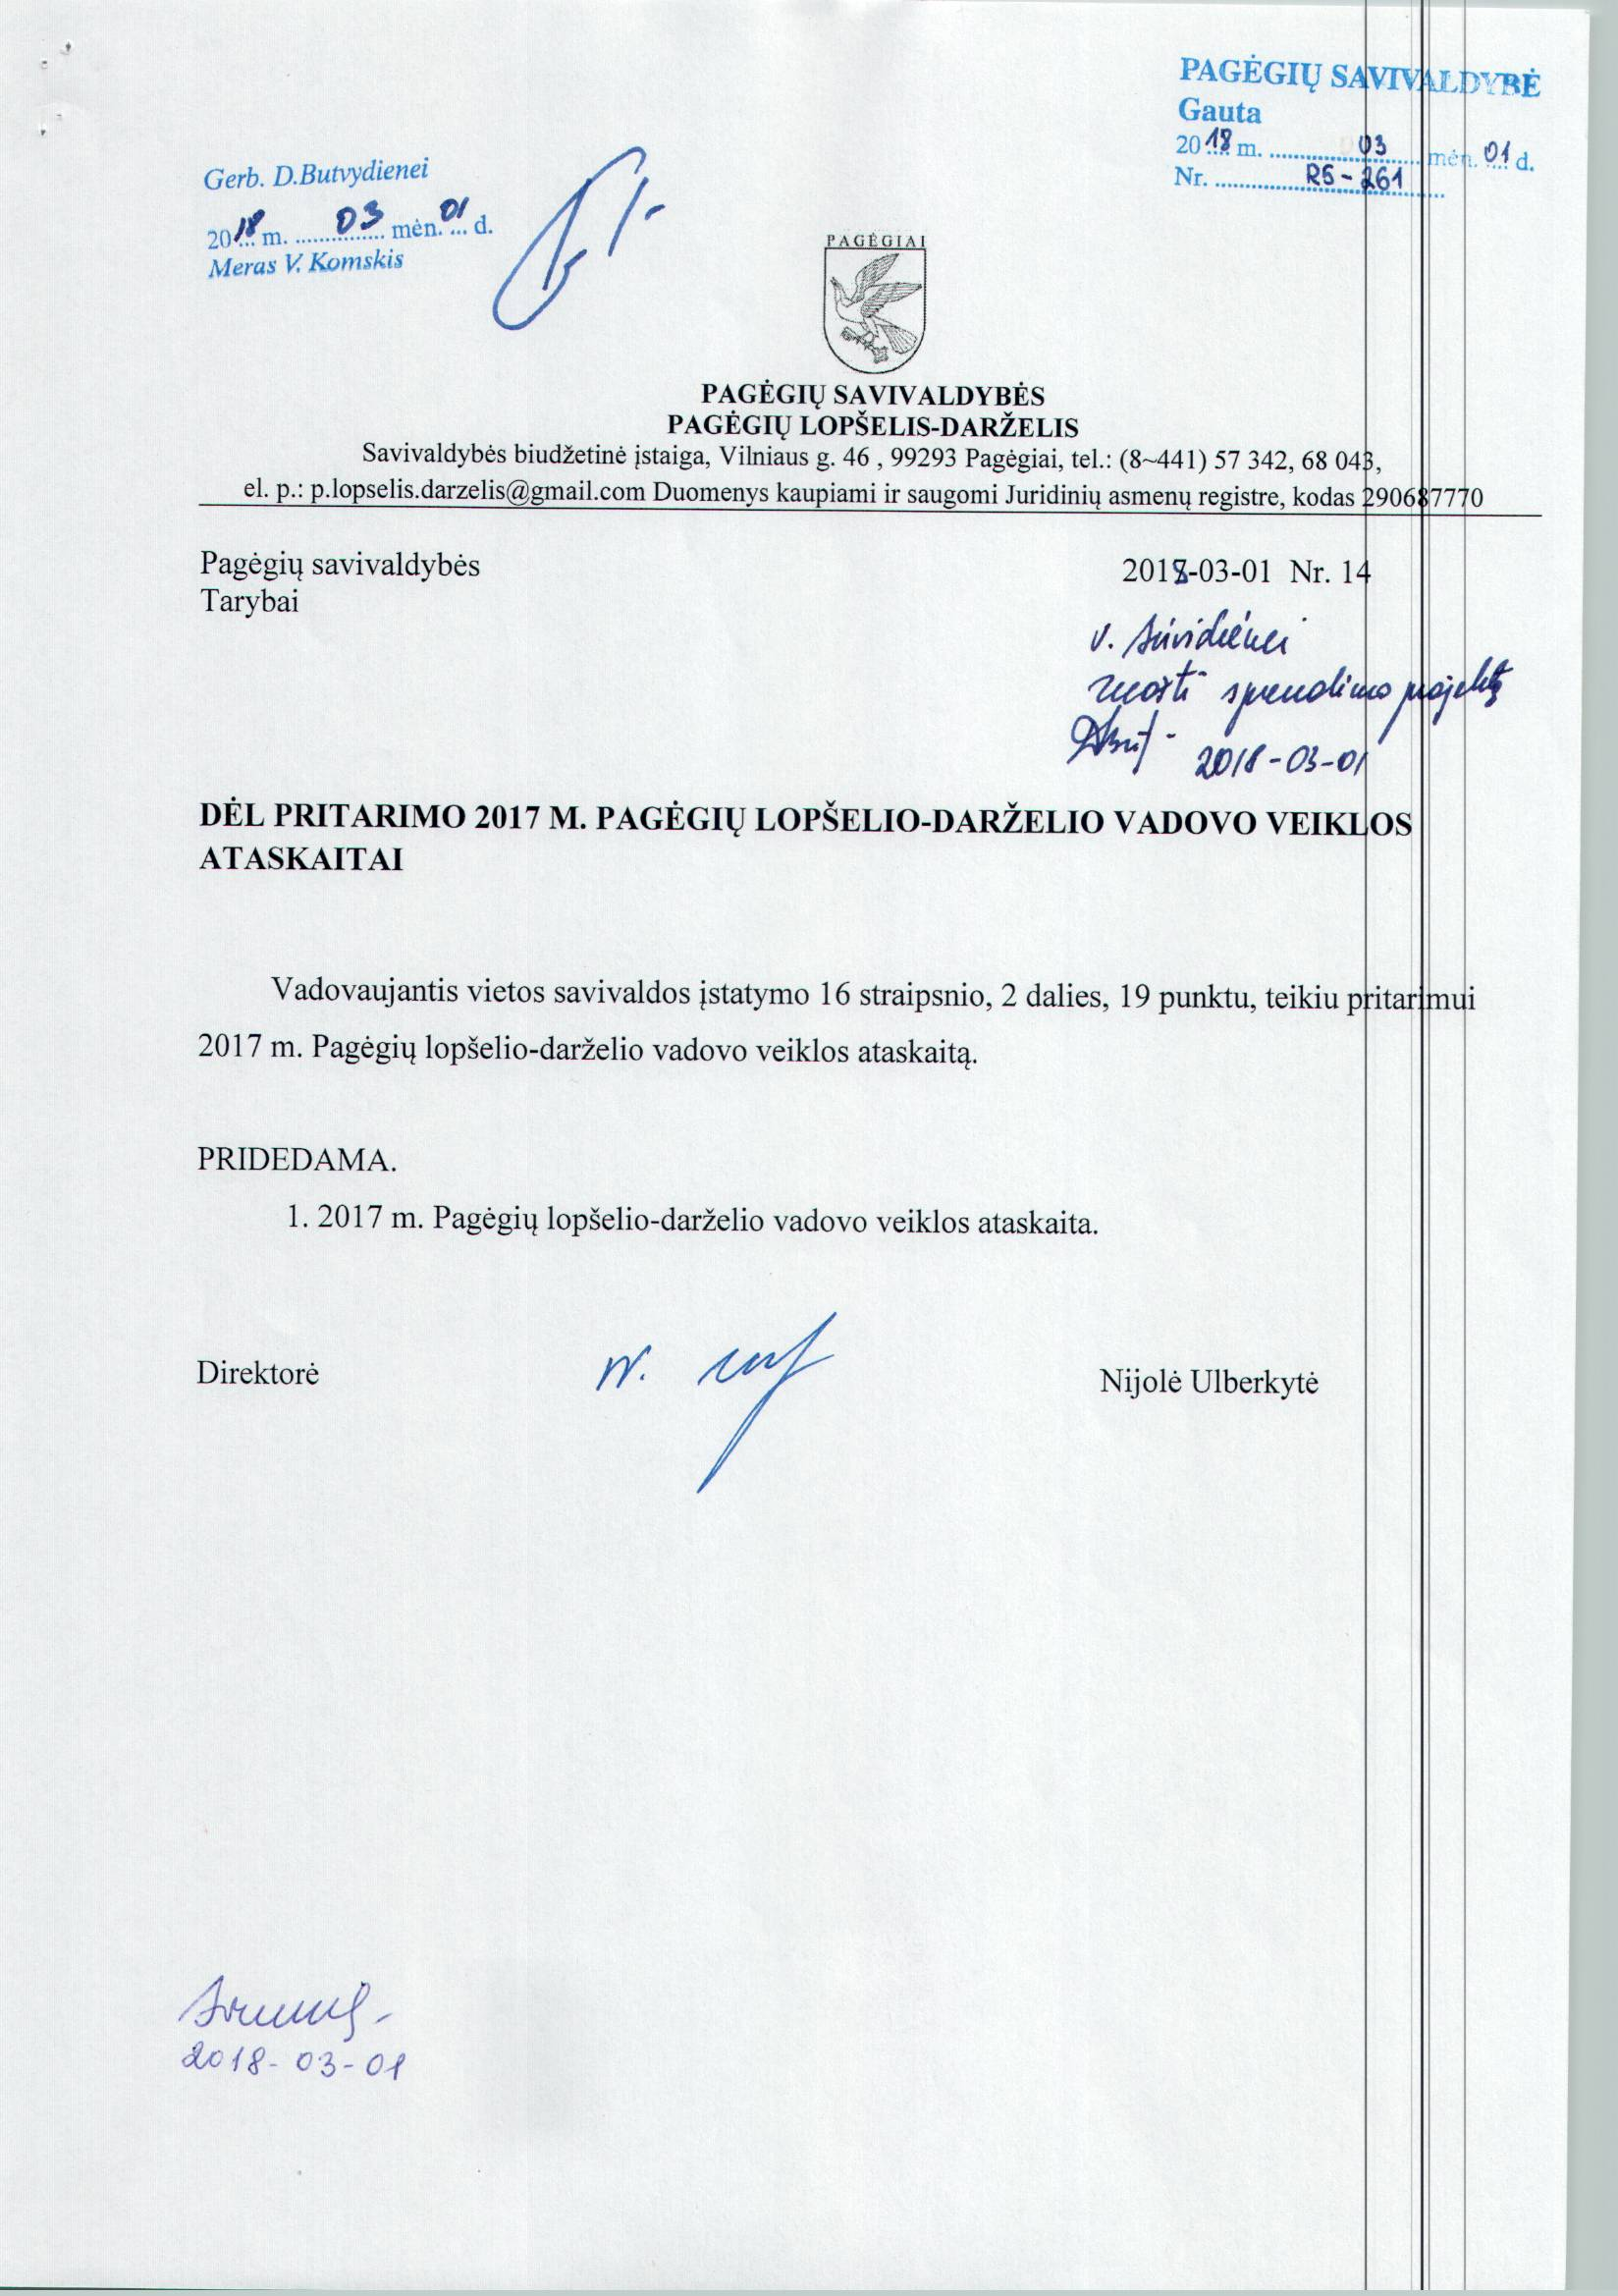 PAGĖGIŲ SAVIVALDYBĖ
Gauta
2018 m. 03 mėn. 01 d.
Nr. R5-261
Gerb. D.Butvydienei
2018 m. 03 mėn. 01 d.
Meras V. Komskis
PAGĖGIAI
PAGĖGIŲ SAVIVALDYBĖS
PAGĖGIŲ LOPŠELIS-DARŽELIS
Savivaldybės biudžetinė įstaiga, Vilniaus g. 46 , 99293 Pagėgiai, tel.: (8~441) 57 342, 68 043,
el. p.: p.lopselis.darzelis@gmail.com Duomenys kaupiami ir saugomi Juridinių asmenų registre, kodas 290687770
Pagėgių savivaldybės
Tarybai
2018-03-01 Nr. 14
V.
ruošti sprendimo projektą
2018-03-01
DĖL PRITARIMO 2017 M. PAGĖGIŲ LOPŠELIO-DARŽELIO VADOVO VEIKLOS
ATASKAITAI
Vadovaujantis vietos savivaldos įstatymo 16 straipsnio, 2 dalies, 19 punktu, teikiu pritarimui
2017 m. Pagėgių lopšelio-darželio vadovo veiklos ataskaitą.
PRIDEDAMA.
1. 2017 m. Pagėgių lopšelio-darželio vadovo veiklos ataskaita.
Direktorė
Nijolė Ulberkytė
2018-03-01